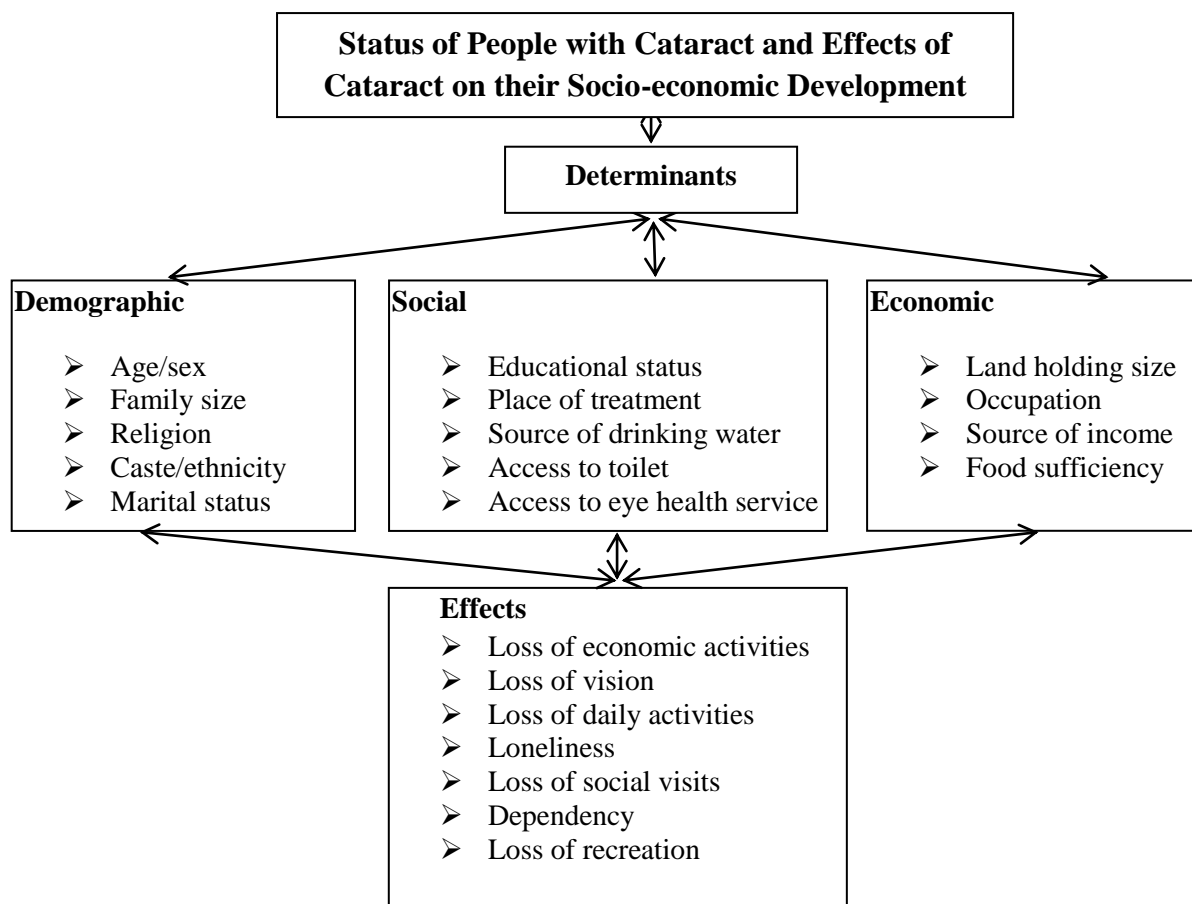 Status of People with Cataract and Effects of
Cataract on their Socio-economic Development
Determinants
Demographic
➢ Age/sex
➢ Family size
➢ Religion
➢ Caste/ethnicity
➢ Marital status
Social
➢ Educational status
➢ Place of treatment
➢ Source of drinking water
➢ Access to toilet
➢ Access to eye health service
Economic
➢ Land holding size
➢ Occupation
➢ Source of income
➢ Food sufficiency
Effects
➢ Loss of economic activities
➢ Loss of vision
➢ Loss of daily activities
➢ Loneliness
➢ Loss of social visits
➢ Dependency
➢ Loss of recreation